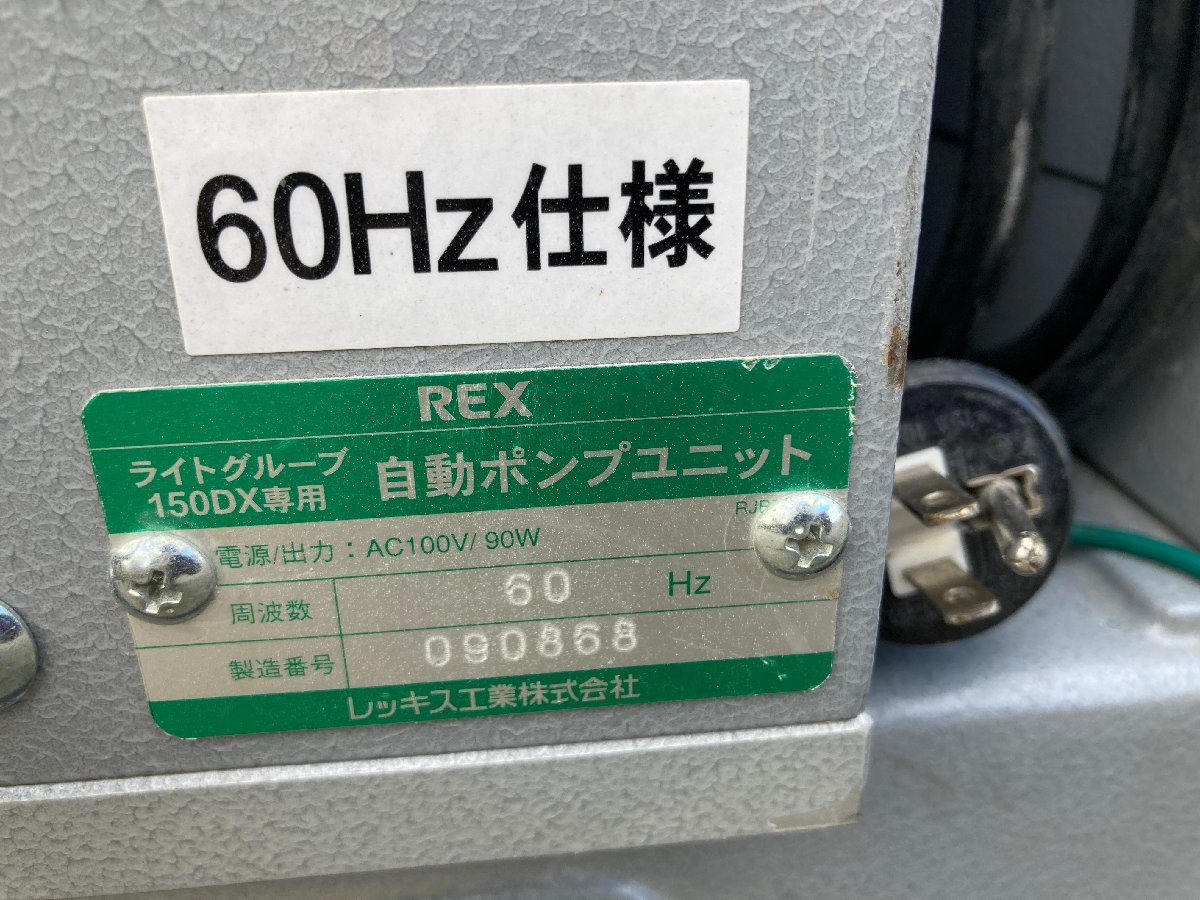 60Hz仕様
REX
ライトグルーブ
150DX専用
自動ポンプユニット
電源/出力：AC100V/ 90W
周波数 60 Hz
製造番号 090868
レッキス工業株式会社